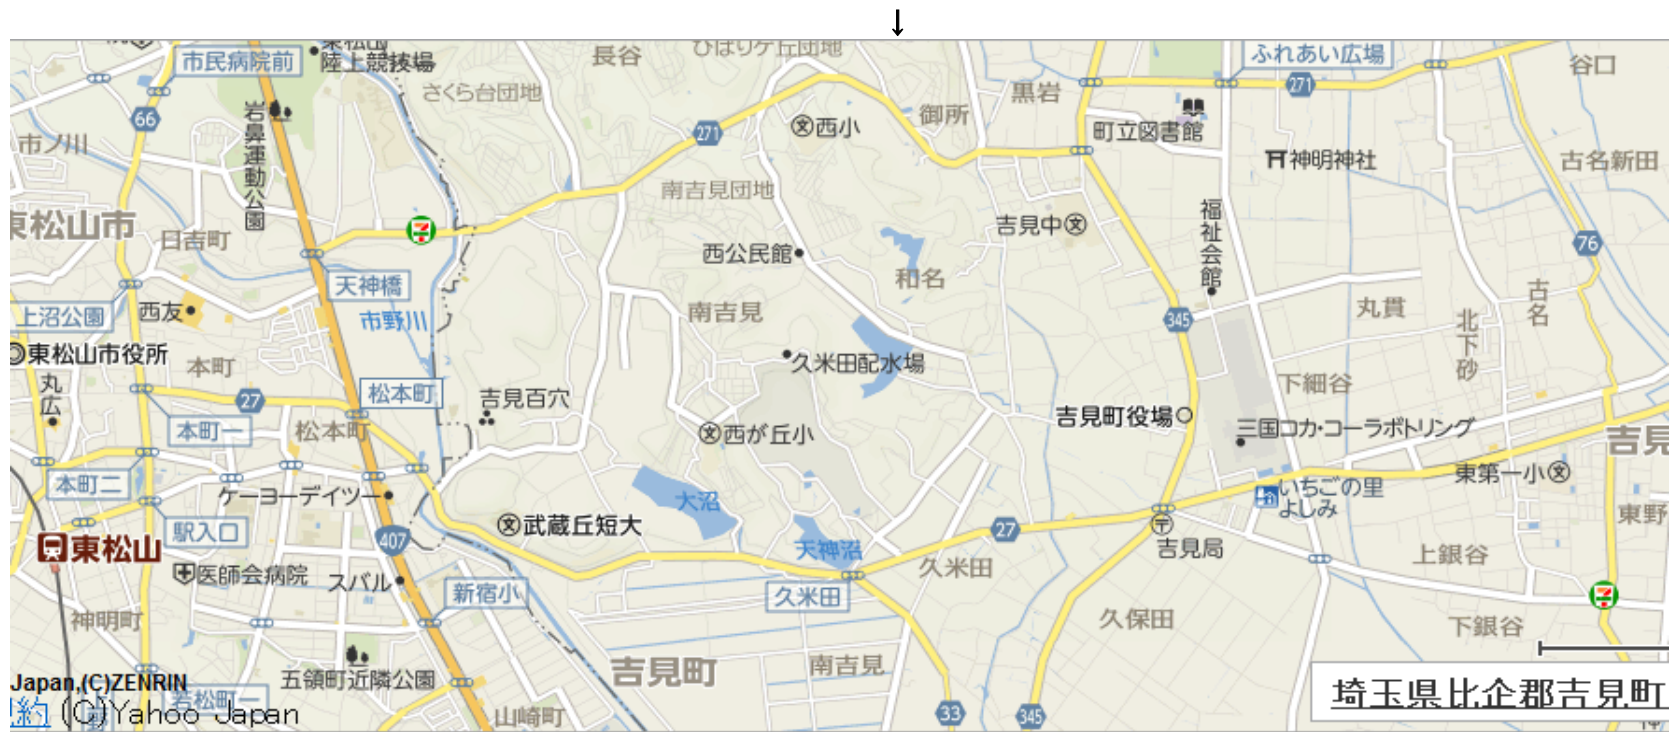 ↓
東松山
陸上競技場
市民病院前
長谷
ひばりケ丘団地
ふれあい広場
谷口
さくら台団地
271
黒岩
66
岩鼻運動公園
271
西小
御所
町立図書館
市ノ川
神明神社
古名新田
南吉見団地
東松山市
日吉町
吉見中
福祉会館
76
西公民館
和名
天神橋
上沼公園
西友
市野川
南吉見
345
丸貫
古名
北下砂
東松山市役所
本町
久米田配水場
丸広
松本町
吉見百穴
下細谷
27
本町一
松本町
西が丘小
吉見町役場
三国コカ・コーラボトリング
吉見
本町二
ケーヨーデイツー
東第一小
いちごの里
よしみ
大沼
駅入口
武蔵丘短大
27
東野
東松山
407
天神沼
吉見局
上銀谷
医師会病院
スバル
新宿小
久米田
久米田
神明町
久保田
下銀谷
五領町近隣公園
吉見町
南吉見
Japan,(C)ZENRIN
若松町一
約 (C)Yahoo Japan
山崎町
33
345
埼玉県比企郡吉見町